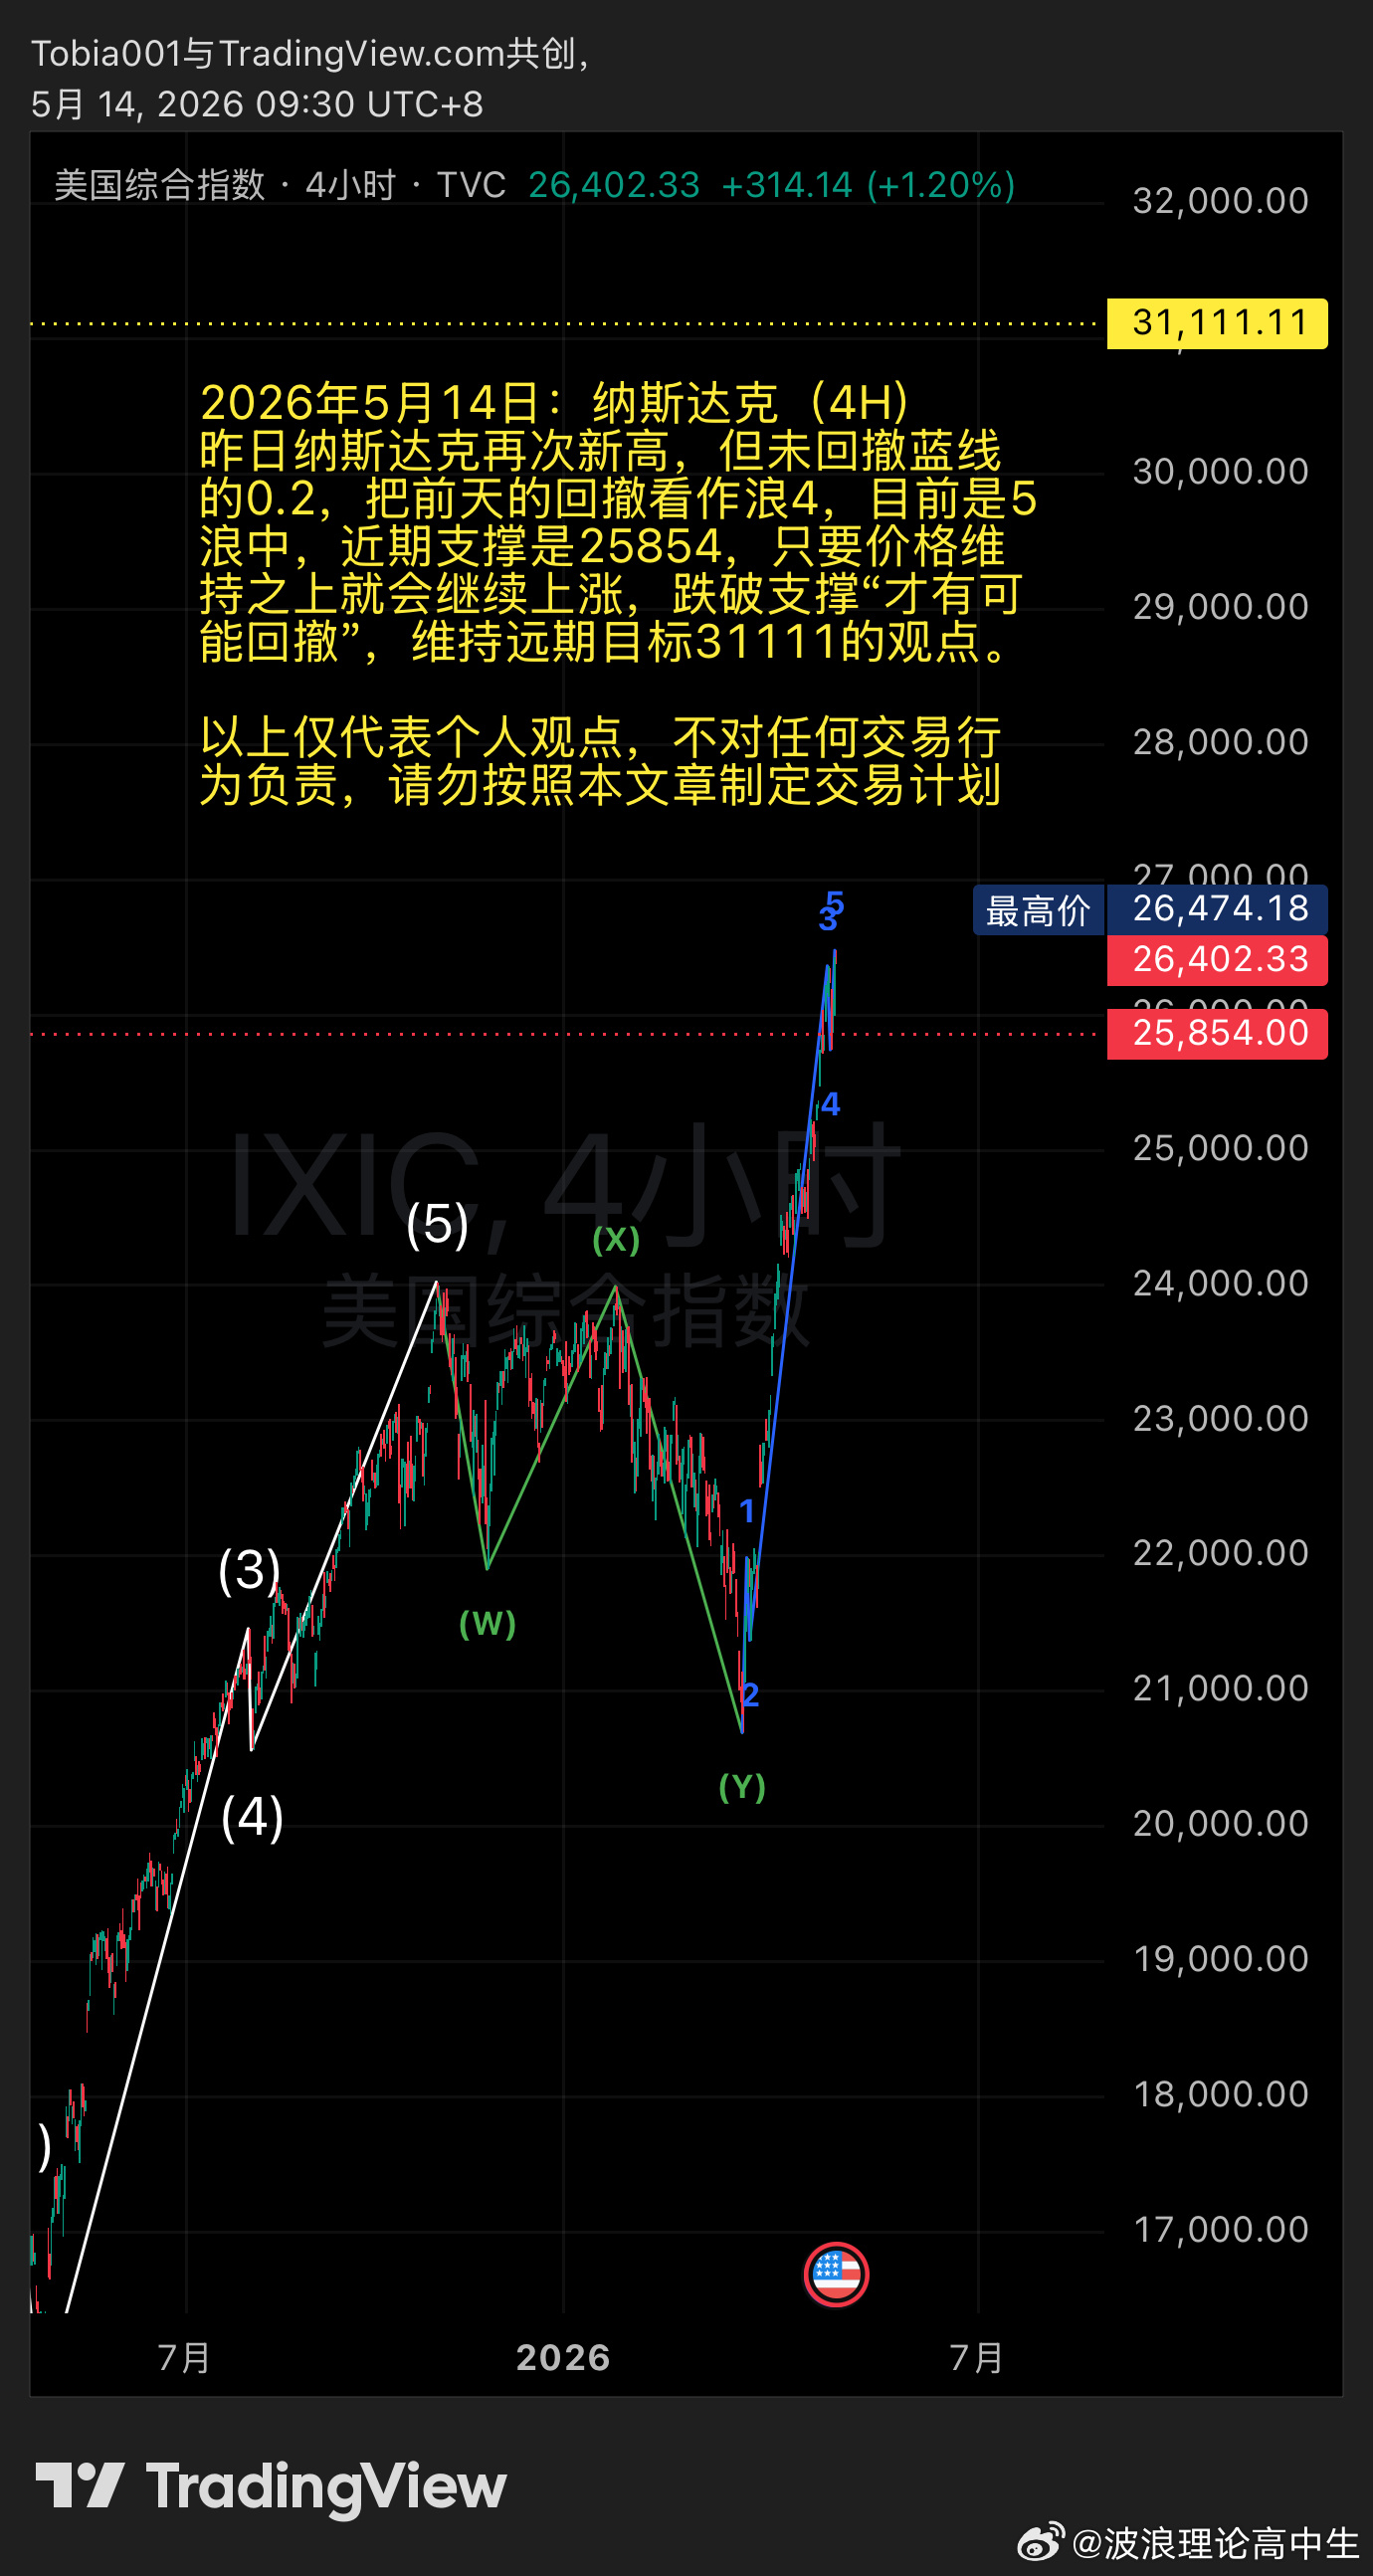 Tobia001与TradingView.com共创,
5月 14, 2026 09:30 UTC+8
美国综合指数 · 4小时 · TVC 26,402.33 +314.14 (+1.20%)
32,000.00
31,111.11
2026年5月14日：纳斯达克（4H）
昨日纳斯达克再次新高，但未回撤蓝线
的0.2，把前天的回撤看作浪4，目前是5
浪中，近期支撑是25854，只要价格维
持之上就会继续上涨，跌破支撑“才有可
能回撤”，维持远期目标31111的观点。
以上仅代表个人观点，不对任何交易行
为负责，请勿按照本文章制定交易计划
30,000.00
29,000.00
28,000.00
27,000.00
最高价 26,474.18
26,402.33
26,000.00
25,854.00
5
3
4
25,000.00
IXIC, 4小时
美国综合指数
(5)
(X)
24,000.00
23,000.00
1
22,000.00
(3)
(W)
2
21,000.00
(Y)
(4)
20,000.00
19,000.00
18,000.00
)
17,000.00
7月
2026
7月
TradingView
@波浪理论高中生